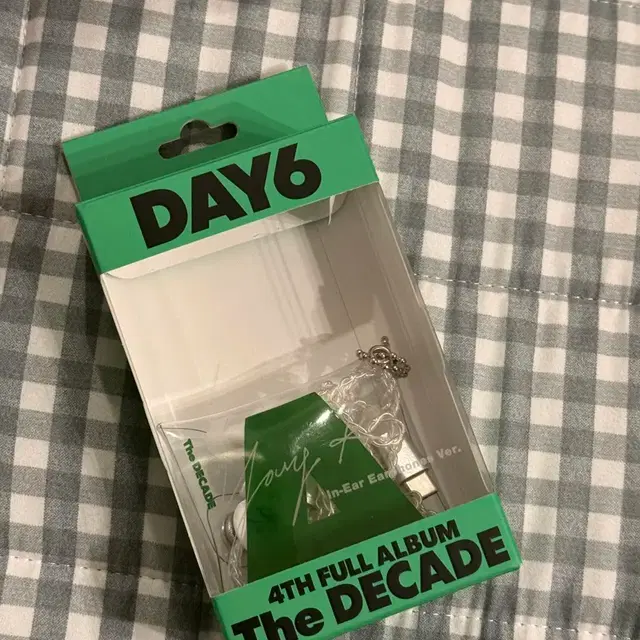 DAY6
The DECADE
In-Ear Earphones Ver.
4TH FULL ALBUM
The DECADE